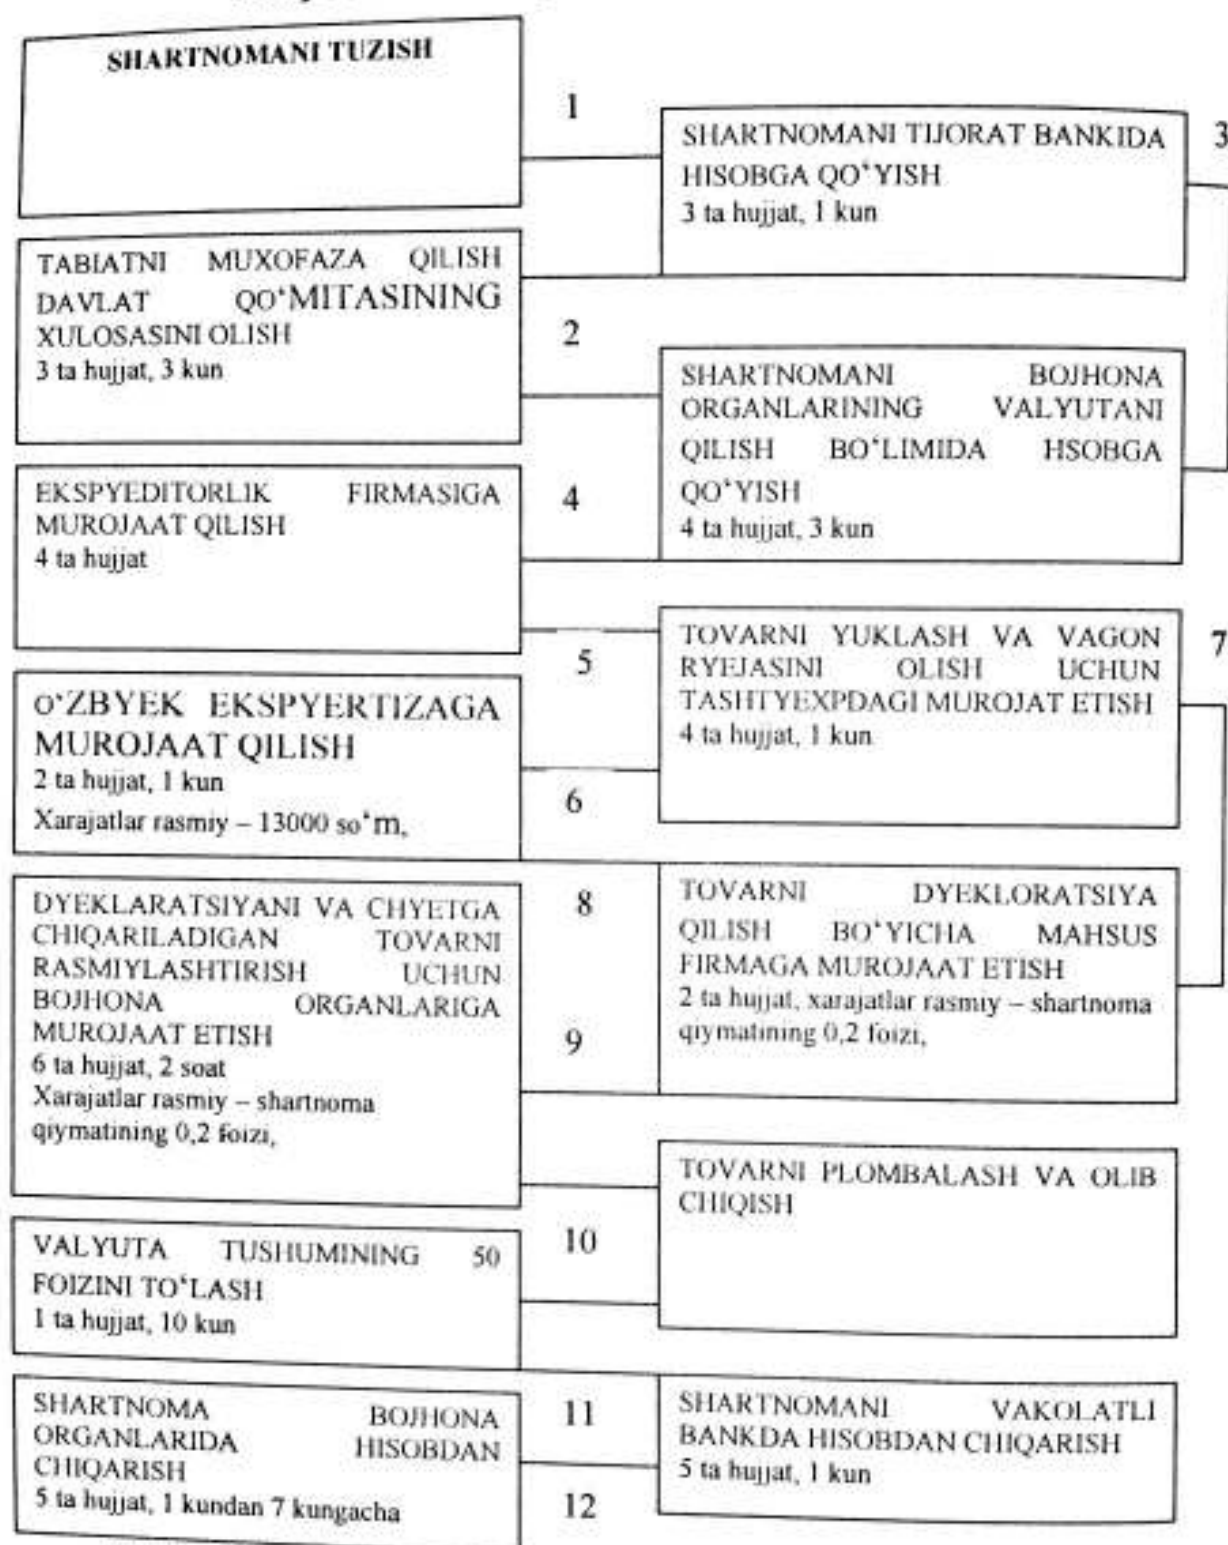 SHARTNOMANI TUZISH
1
SHARTNOMANI TIJORAT BANKIDA
HISOBGA QO‘YISH
3 ta hujjat, 1 kun
3
TABIATNI MUXOFAZA QILISH
DAVLAT QO‘MITASINING
XULOSASINI OLISH
3 ta hujjat, 3 kun
2
SHARTNOMANI BOJHONA
ORGANLARINING VALYUTANI
QILISH BO‘LIMIDA HSOBGA
QO‘YISH
4 ta hujjat, 3 kun
EKSPYEDITORLIK FIRMASIGA
MUROJAAT QILISH
4 ta hujjat
4
5
TOVARNI YUKLASH VA VAGON
RYEJASINI OLISH UCHUN
TASHTYEXPDAGI MUROJAT ETISH
4 ta hujjat, 1 kun
7
O‘ZBYEK EKSPYERTIZAGA
MUROJAAT QILISH
2 ta hujjat, 1 kun
Xarajatlar rasmiy – 13000 so‘m,
6
8
TOVARNI DYEKLORATSIYA
QILISH BO‘YICHA MAHSUS
FIRMAGA MUROJAAT ETISH
2 ta hujjat, xarajatlar rasmiy – shartnoma
qiymatining 0,2 foizi,
DYEKLARATSIYANI VA CHYETGA
CHIQARILADIGAN TOVARNI
RASMIYLASHTIRISH UCHUN
BOJHONA ORGANLARIGA
MUROJAAT ETISH
6 ta hujjat, 2 soat
Xarajatlar rasmiy – shartnoma
qiymatining 0,2 foizi,
9
TOVARNI PLOMBALASH VA OLIB
CHIQISH
10
VALYUTA TUSHUMINING 50
FOIZINI TO‘LASH
1 ta hujjat, 10 kun
11
SHARTNOMANI VAKOLATLI
BANKDA HISOBDAN CHIQARISH
5 ta hujjat, 1 kun
SHARTNOMA BOJHONA
ORGANLARIDA HISOBDAN
CHIQARISH
5 ta hujjat, 1 kundan 7 kungacha
12